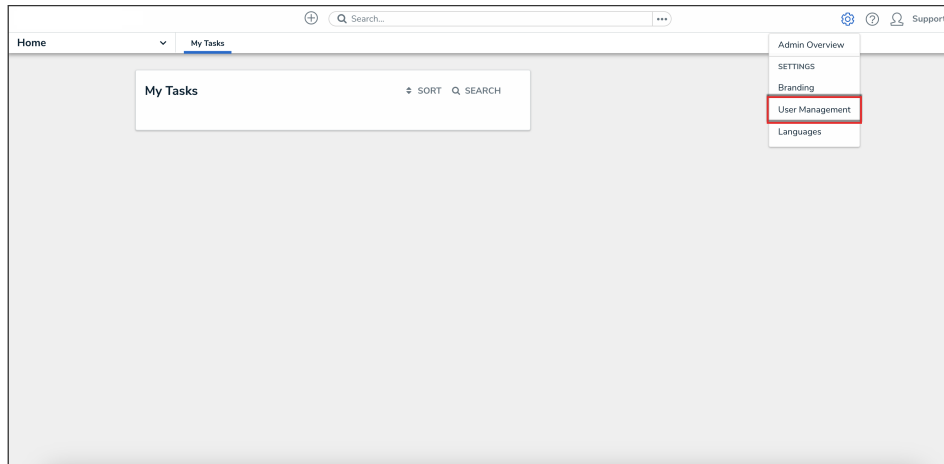 Search...
Support
Home
My Tasks
Admin Overview
SETTINGS
Branding
User Management
Languages
My Tasks
SORT
SEARCH